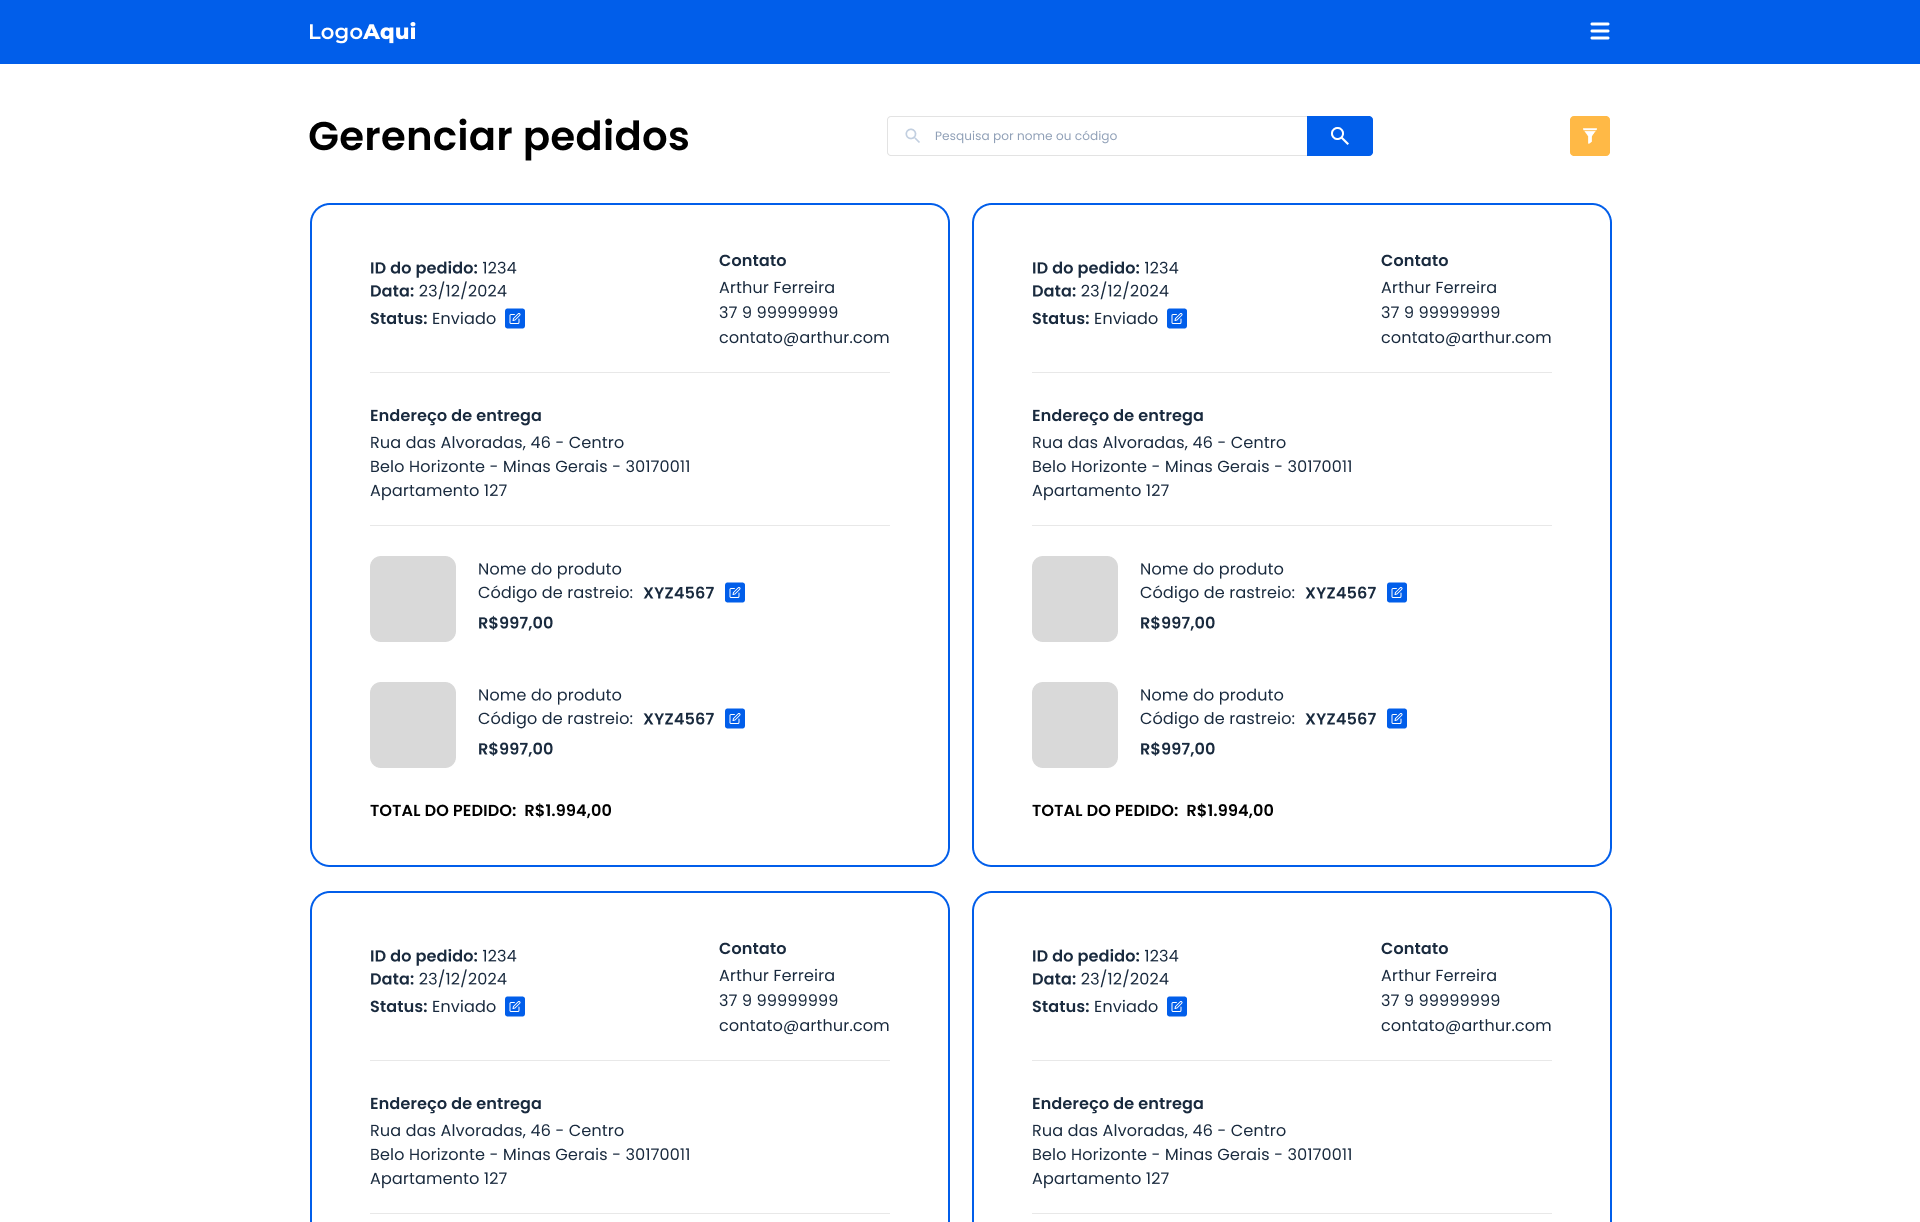 LogoAqui
Gerenciar pedidos
Pesquisa por nome ou código
ID do pedido: 1234
Data: 23/12/2024
Status: Enviado
Contato
Arthur Ferreira
37 9 99999999
contato@arthur.com
Endereço de entrega
Rua das Alvoradas, 46 - Centro
Belo Horizonte - Minas Gerais - 30170011
Apartamento 127
Nome do produto
Código de rastreio: XYZ4567
R$997,00
Nome do produto
Código de rastreio: XYZ4567
R$997,00
TOTAL DO PEDIDO: R$1.994,00
ID do pedido: 1234
Data: 23/12/2024
Status: Enviado
Contato
Arthur Ferreira
37 9 99999999
contato@arthur.com
Endereço de entrega
Rua das Alvoradas, 46 - Centro
Belo Horizonte - Minas Gerais - 30170011
Apartamento 127
Nome do produto
Código de rastreio: XYZ4567
R$997,00
Nome do produto
Código de rastreio: XYZ4567
R$997,00
TOTAL DO PEDIDO: R$1.994,00
ID do pedido: 1234
Data: 23/12/2024
Status: Enviado
Contato
Arthur Ferreira
37 9 99999999
contato@arthur.com
Endereço de entrega
Rua das Alvoradas, 46 - Centro
Belo Horizonte - Minas Gerais - 30170011
Apartamento 127
ID do pedido: 1234
Data: 23/12/2024
Status: Enviado
Contato
Arthur Ferreira
37 9 99999999
contato@arthur.com
Endereço de entrega
Rua das Alvoradas, 46 - Centro
Belo Horizonte - Minas Gerais - 30170011
Apartamento 127